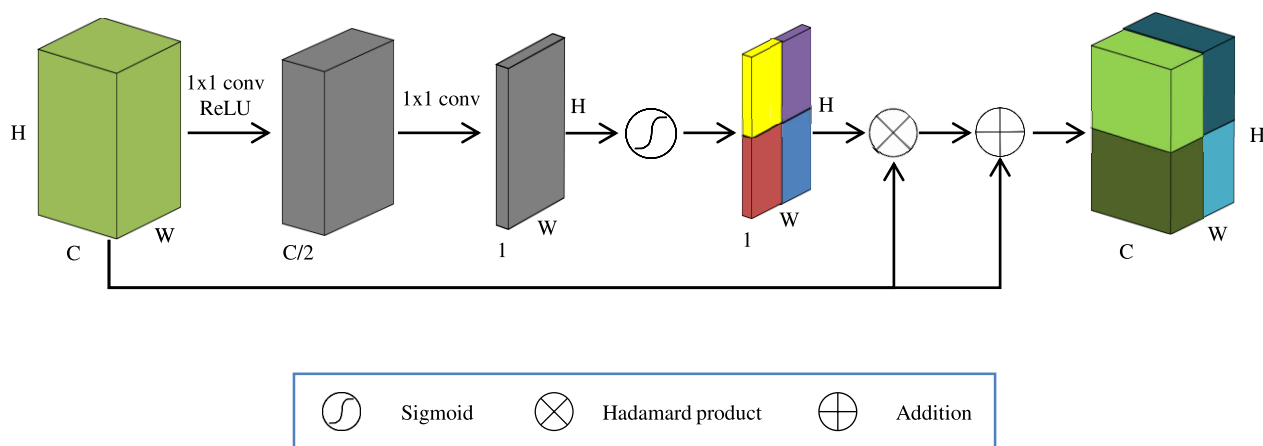 H
C
W
1x1 conv
ReLU
C/2
1x1 conv
H
W
1
H
W
1
H
W
C
Sigmoid
Hadamard product
Addition